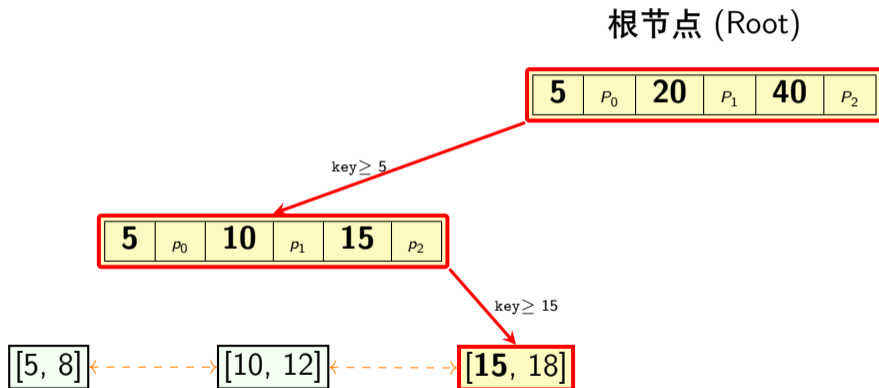 根节点 (Root)
5 P0 20 P1 40 P2
key≥ 5
5 p0 10 p1 15 p2
key≥ 15
[5, 8] [10, 12] [15, 18]